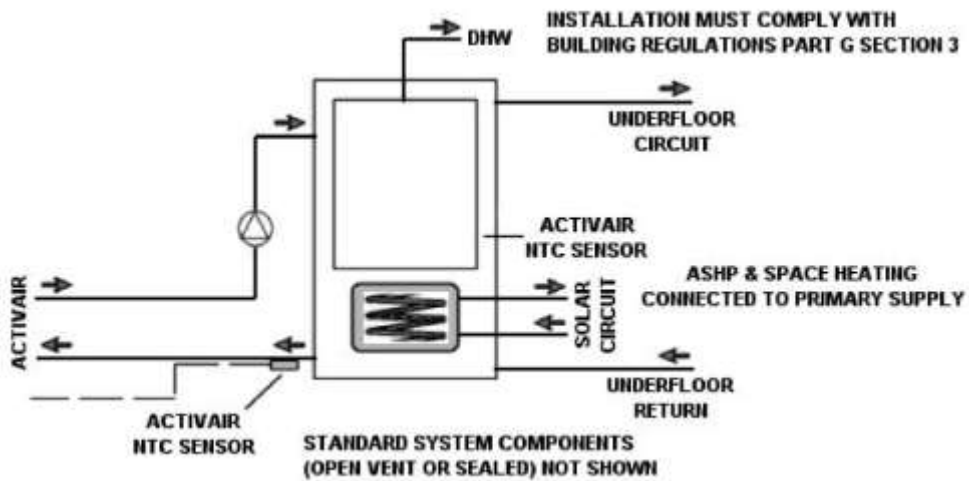 INSTALLATION MUST COMPLY WITH
BUILDING REGULATIONS PART G SECTION 3
DHW
UNDERFLOOR
CIRCUIT
ACTIVAIR
NTC SENSOR
ASHP & SPACE HEATING
CONNECTED TO PRIMARY SUPPLY
SOLAR
CIRCUIT
ACTIVAIR
UNDERFLOOR
RETURN
ACTIVAIR
NTC SENSOR
STANDARD SYSTEM COMPONENTS
(OPEN VENT OR SEALED) NOT SHOWN